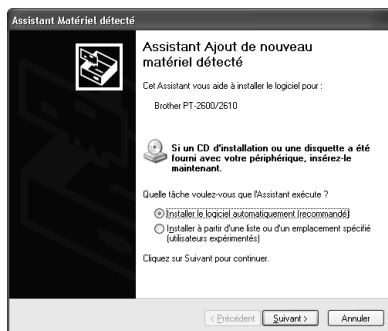 Assistant Matériel détecté
Assistant Ajout de nouveau
matériel détecté
Cet Assistant vous aide à installer le logiciel pour :
Brother PT-2600/2610
Si un CD d'installation ou une disquette a été
fourni avec votre périphérique, insérez-le
maintenant.
Quelle tâche voulez-vous que l'Assistant exécute ?
Installer le logiciel automatiquement (recommandé)
Installer à partir d'une liste ou d'un emplacement spécifié
(utilisateurs expérimentés)
Cliquez sur Suivant pour continuer.
< Précédent Suivant > Annuler